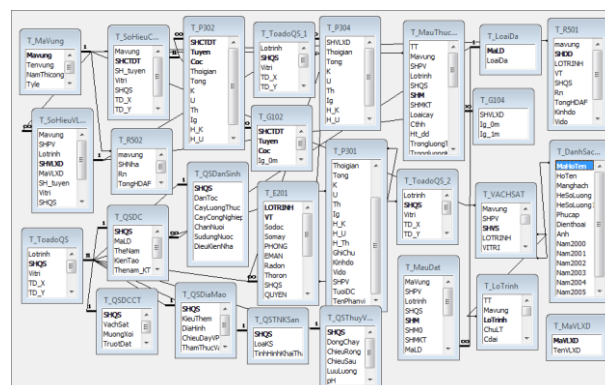 T_MaVung
Mavung
Tenvung
NamThicong
Tyle
T_SoHieuC...
Mavung
SHCTDT
SH_tuyen
Vitri
SHQS
TD_X
TD_Y
T_P302
SHCTDT
Tuyen
Coc
Thoigian
Tong
K
U
Th
Ig
H_K
H_U
T_ToadoQS_1
Lotrinh
SHQS
Vitri
TD_X
TD_Y
T_P304
SHVLXD
Thoigian
Tong
K
U
Th
Ig
H_K
H_U
T_MauThuc...
TT
Mavung
SHPV
Lotrinh
SHQS
SHM
SHMKT
Loaicay
Cthh
Ht_dd
TrongluongT
T_LoaiDa
MaLD
LoaiDa
T_R501
mavung
SHDD
LOTRINH
VT
SHQS
Rn
TongHDAF
Kinhdo
Vido
T_SoHieuVL...
Mavung
SHPV
Lotrinh
SHVLXD
MaVLXD
SH_tuyen
Vitri
SHQS
T_R502
mavung
SHNha
Rn
TongHDAF
T_G102
SHCTDT
Tuyen
Coc
Ig_0m
T_G104
SHVLXD
Ig_0m
Ig_1m
T_P301
Thoigian
Tong
K
U
Th
Ig
H_K
H_U
H_Th
GhiChu
Kinhdo
Vido
SHPV
TuoiDC
TenPhanvi
T_DanhSac...
MaHoTen
HoTen
Manghach
HeSoLuong
HeSoLuong1
Phucap
Dienthoai
Anh
Nam2000
Nam2001
Nam2002
Nam2003
Nam2004
Nam2005
T_QSDanSinh
SHQS
DanToc
CayLuongThuc
CayCongNghiep
ChanNuoi
SudungNuoc
DieuKienNha
T_E201
LOTRINH
VT
Sodoc
Somay
PHONG
EMAN
Radon
Thoron
SHQS
QUYEN
T_ToadoQS_2
Lotrinh
SHQS
Vitri
TD_X
TD_Y
T_VACHSAT
Mavung
SHPV
SHVS
LOTRINH
VITRI
T_QSDC
SHQS
MaLD
TheNam
KienTao
Thenam_KT
T_ToadoQS
Lotrinh
SHQS
Vitri
TD_X
TD_Y
T_MauDat
MaVung
SHPV
Lotrinh
SHQS
SHM
SHM0
SHMKT
MaLD
T_LoTrinh
TT
Mavung
LoTrinh
ChuLT
Cdai
T_QSDCCT
SHQS
VachSat
MuongXoi
TruotDat
T_QSDiaMao
SHQS
KieuThem
DiaHinh
ChieuDayVP
ThamThucVa
T_QSTNKSan
SHQS
LoaKS
TinhHinhKhaiTh
T_QSThuyV...
SHQS
DongChay
ChieuRong
ChieuSau
LuuLuong
pH
T_MaVLXD
MaVLXD
TenVLXD